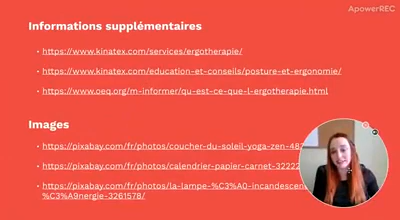 ApowerREC
Informations supplémentaires
https://www.kinatex.com/services/ergotherapie/
https://www.kinatex.com/education-et-conseils/posture-et-ergonomie/
https://www.oeq.org/m-informer/qu-est-ce-que-l-ergotherapie.html
Images
https://pixabay.com/fr/photos/coucher-du-soleil-yoga-zen-48
https://pixabay.com/fr/photos/calendrier-papier-carnet-3222
https://pixabay.com/fr/photos/la-lampe-%C3%A0-incandescen
%C3%A9nergie-3261578/